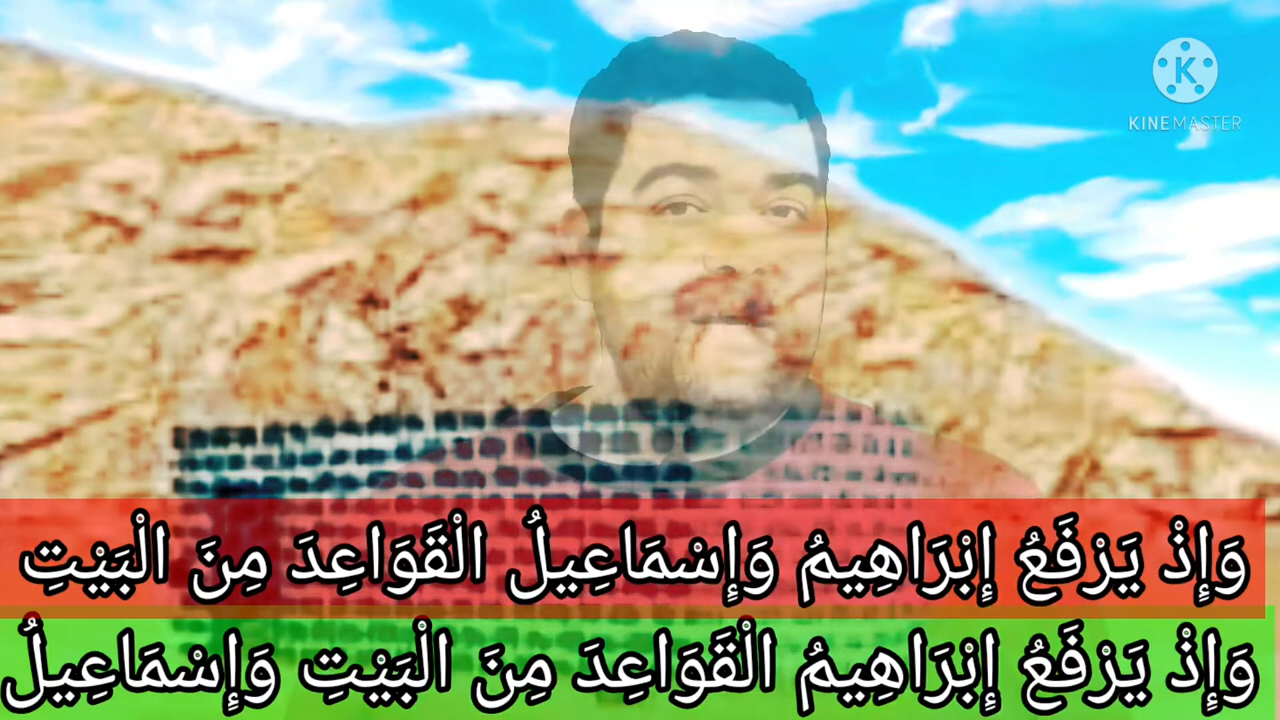 KINEMASTER
وَإِذْ يَرْفَعُ إِبْرَاهِيمُ وَإِسْمَاعِيلُ الْقَوَاعِدَ مِنَ الْبَيْتِ
وَإِذْ يَرْفَعُ إِبْرَاهِيمُ الْقَوَاعِدَ مِنَ الْبَيْتِ وَإِسْمَاعِيلُ